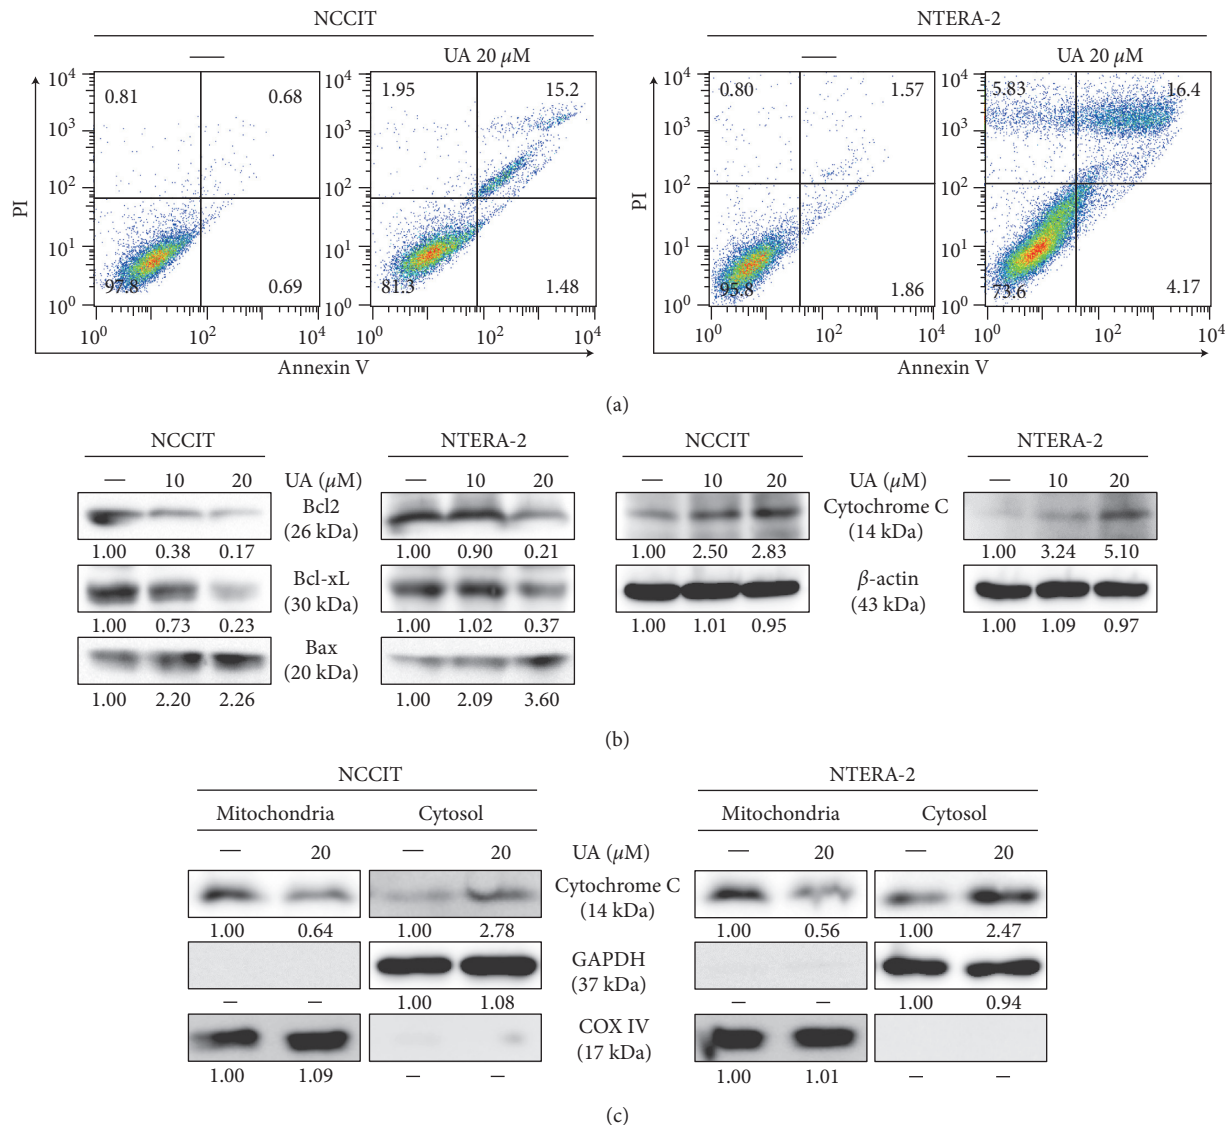 NCCIT NTERA-2
— UA 20 μM — UA 20 μM
10⁴ 0.81 0.68 1.95 15.2 10⁴ 0.80 1.57 5.83 16.4
10³ 10³ 10³ 10³
PI 10² 10² PI 10² 10²
10¹ 10¹ 10¹ 10¹
97.8 0.69 81.3 1.48 95.8 1.86 73.6 4.17
10⁰ 10⁰ 10⁰ 10⁰
10⁰ 10² 10⁴ 10⁰ 10² 10⁴ 10⁰ 10² 10⁴ 10⁰ 10² 10⁴
Annexin V Annexin V
(a)
NCCIT NTERA-2 NCCIT NTERA-2
— 10 20 UA (μM) — 10 20 — 10 20 UA (μM) — 10 20
Bcl2 Cytochrome C
(26 kDa) (14 kDa)
1.00 0.38 0.17 1.00 0.90 0.21 1.00 2.50 2.83 1.00 3.24 5.10
Bcl-xL β-actin
(30 kDa) (43 kDa)
1.00 0.73 0.23 1.00 1.02 0.37 1.00 1.01 0.95 1.00 1.09 0.97
Bax
(20 kDa)
1.00 2.20 2.26 1.00 2.09 3.60
(b)
NCCIT NTERA-2
Mitochondria Cytosol Mitochondria Cytosol
— 20 — 20 UA (μM) — 20 — 20
Cytochrome C
(14 kDa)
1.00 0.64 1.00 2.78 1.00 0.56 1.00 2.47
GAPDH
(37 kDa)
– – 1.00 1.08 – – 1.00 0.94
COX IV
(17 kDa)
1.00 1.09 – – 1.00 1.01 – –
(c)